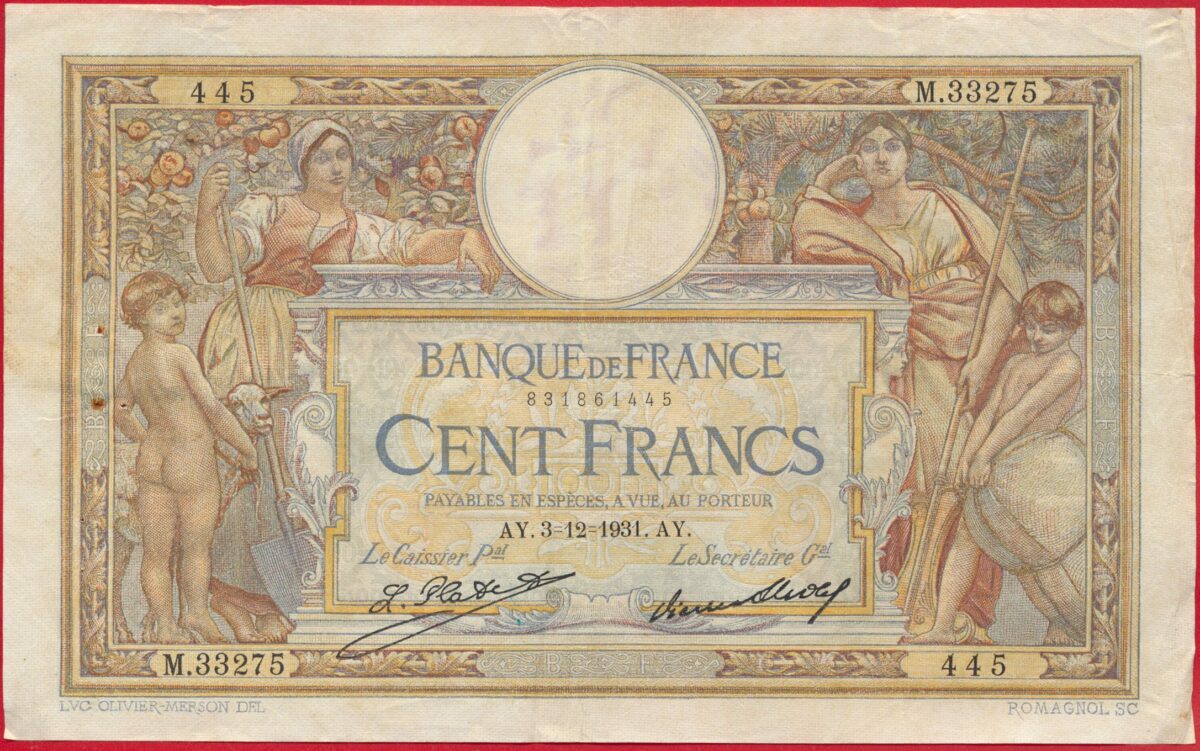 445
M.33275
BANQUE DE FRANCE
831861445
CENT FRANCS
PAYABLES EN ESPÈCES, A VUE, AU PORTEUR
AY. 3-12-1931. AY.
Le Caissier Pal
Le Secrétaire Gal
M.33275
B F
445
LVC OLIVIER-MERSON DEL
ROMAGNOL SC